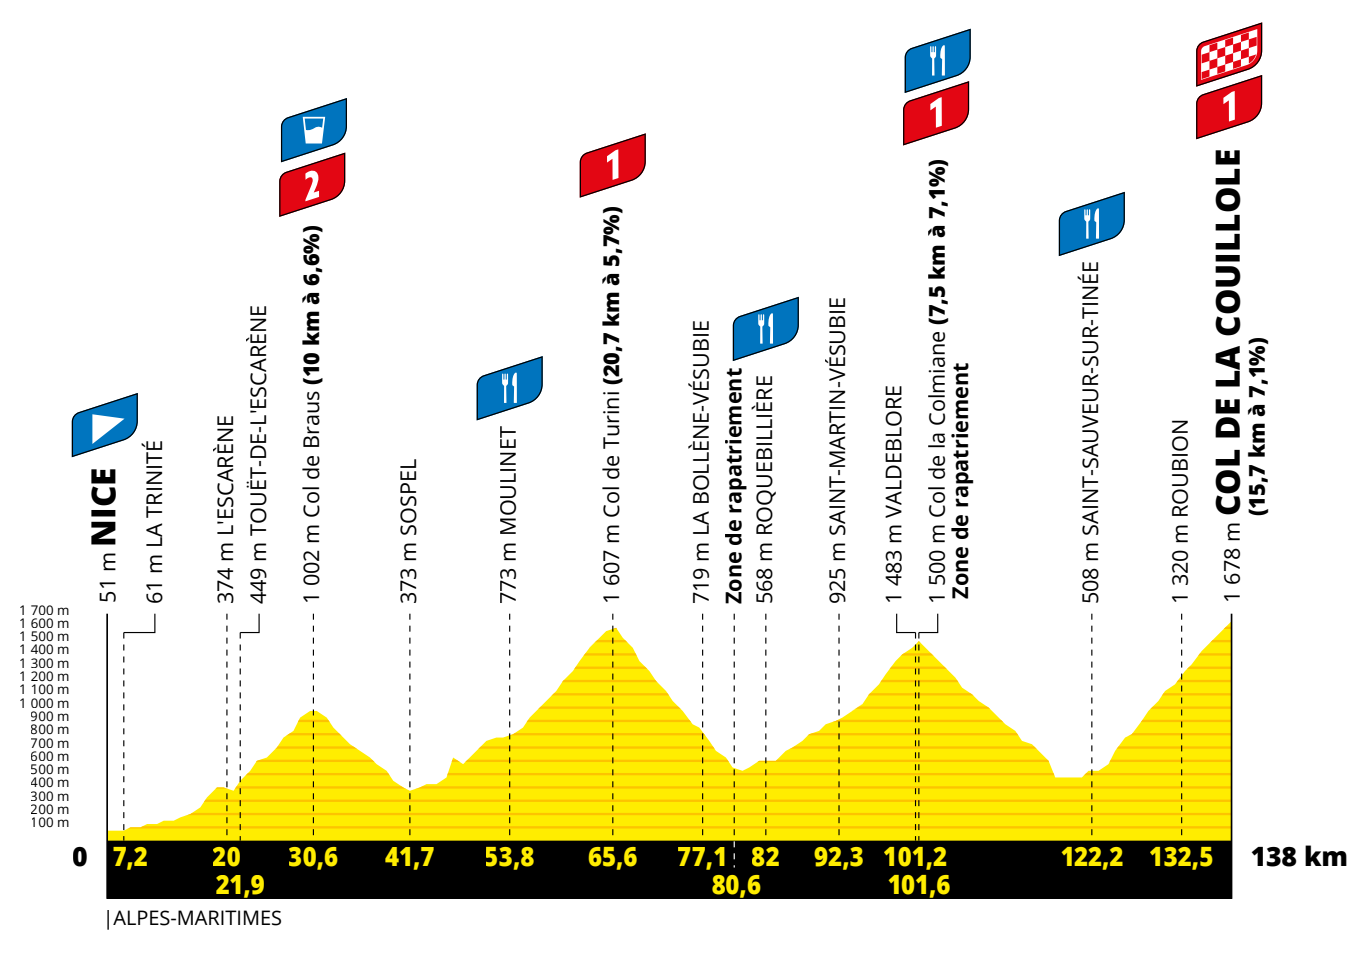 2
1
1
1
51 m NICE
61 m LA TRINITÉ
374 m L'ESCARÈNE
449 m TOUËT-DE-L'ESCARÈNE
1 002 m Col de Braus (10 km à 6,6%)
373 m SOSPEL
773 m MOULINET
1 607 m Col de Turini (20,7 km à 5,7%)
719 m LA BOLLÈNE-VÉSUBIE
Zone de rapatriement
568 m ROQUEBILLIÈRE
925 m SAINT-MARTIN-VÉSUBIE
1 483 m VALDEBLORE
1 500 m Col de la Colmiane (7,5 km à 7,1%)
Zone de rapatriement
508 m SAINT-SAUVEUR-SUR-TINÉE
1 320 m ROUBION
1 678 m COL DE LA COUILLOLE
(15,7 km à 7,1%)
1 700 m
1 600 m
1 500 m
1 400 m
1 300 m
1 200 m
1 100 m
1 000 m
900 m
800 m
700 m
600 m
500 m
400 m
300 m
200 m
100 m
0 7,2 20 30,6 41,7 53,8 65,6 77,1 82 92,3 101,2 122,2 132,5 138 km
21,9 80,6 101,6
|ALPES-MARITIMES